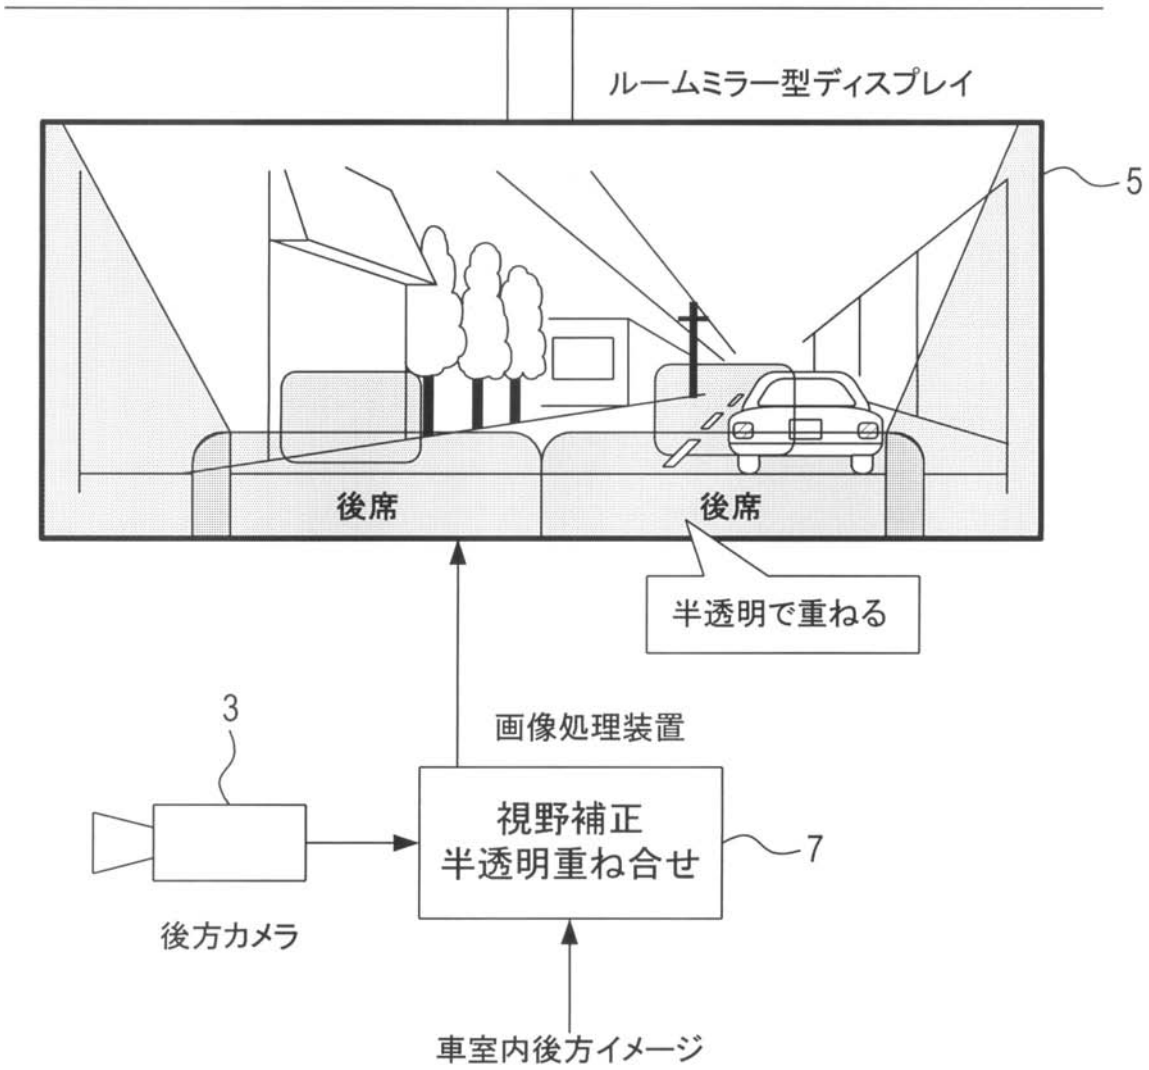 ルームミラー型ディスプレイ
5
後席
後席
半透明で重ねる
3
画像処理装置
視野補正
半透明重ね合せ
7
後方カメラ
車室内後方イメージ